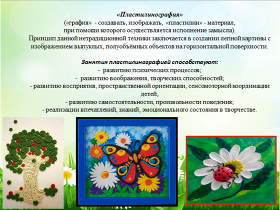 «Пластилинография»
(«графия» - создавать, изображать, «пластилин» - материал,
при помощи которого осуществляется исполнение замысла).
Принцип данной нетрадиционной техники заключается в создании лепной картины с
изображением выпуклых, полуобъёмных объектов на горизонтальной поверхности.
Занятия пластилинографией способствуют:
- развитию психических процессов;
- развитию воображения, творческих способностей;
- развитию восприятия, пространственной ориентации, сенсомоторной координации
детей,
- развитию самостоятельности, произвольности поведения;
- реализации впечатлений, знаний, эмоционального состояния в творчестве.